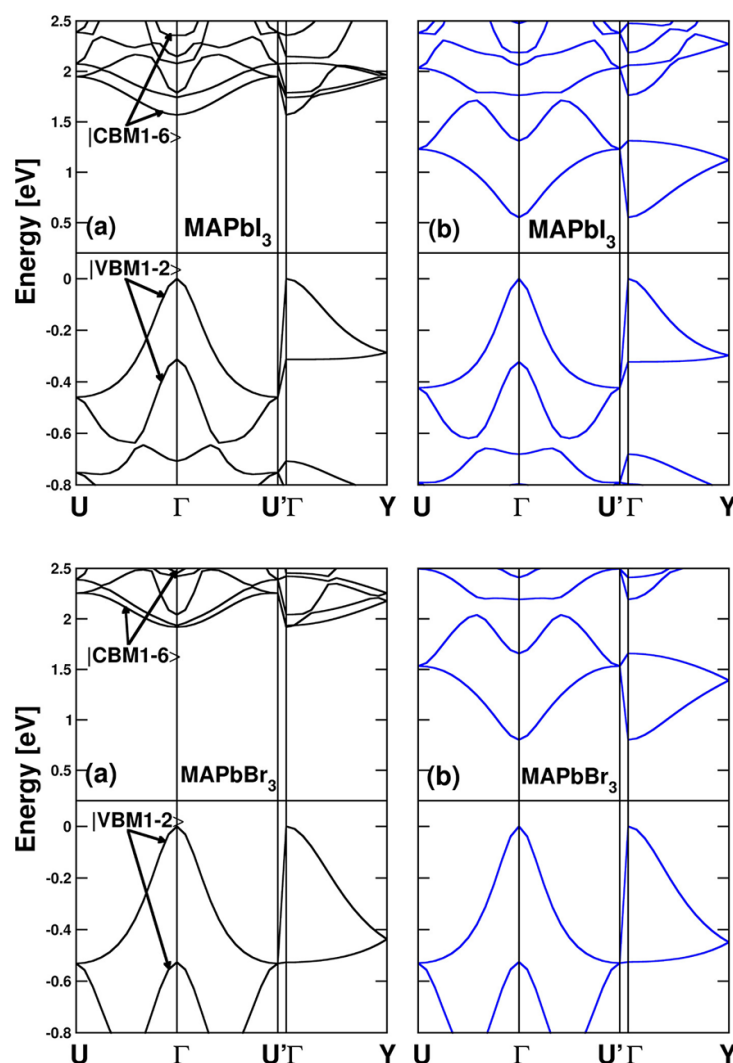 2.5
2
1.5
1
0.5
0
-0.2
-0.4
-0.6
-0.8
Energy [eV]
|CBM1-6>
(a)
MAPbI3
|VBM1-2>
U Γ U' Γ Y
(b)
MAPbI3
U Γ U' Γ Y
2.5
2
1.5
1
0.5
0
-0.2
-0.4
-0.6
-0.8
Energy [eV]
|CBM1-6>
(a)
MAPbBr3
|VBM1-2>
U Γ U' Γ Y
(b)
MAPbBr3
U Γ U' Γ Y